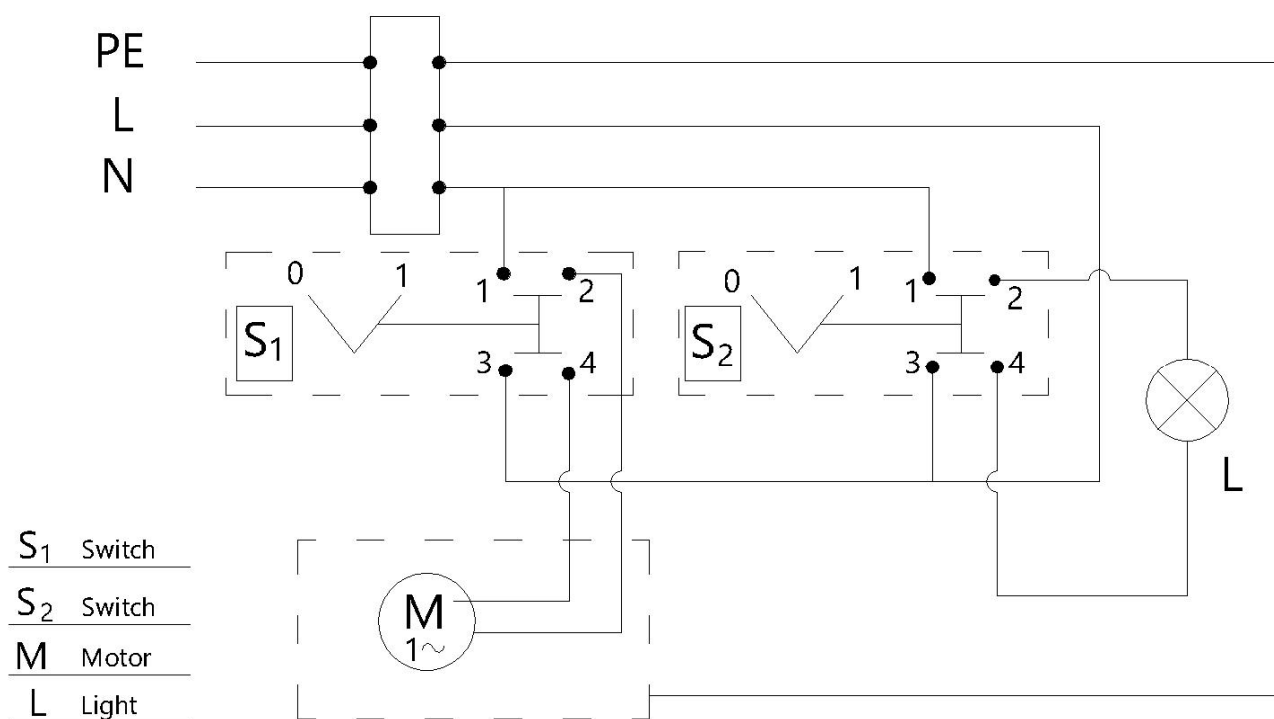 PE
L
N
0 1 1 2
S1
3 4
0 1 1 2
S2
3 4
L
M
1~
S1 Switch
S2 Switch
M Motor
L Light